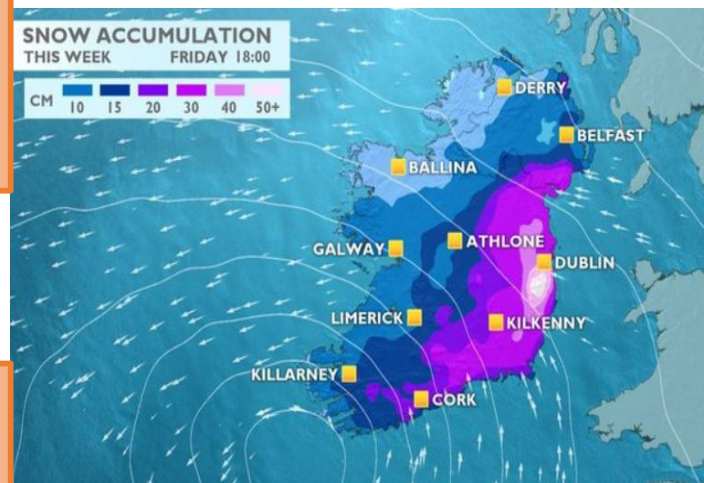 SNOW ACCUMULATION
THIS WEEK FRIDAY 18:00
CM
10 15 20 30 40 50+
DERRY
BELFAST
BALLINA
ATHLONE
GALWAY
DUBLIN
LIMERICK
KILKENNY
KILLARNEY
CORK